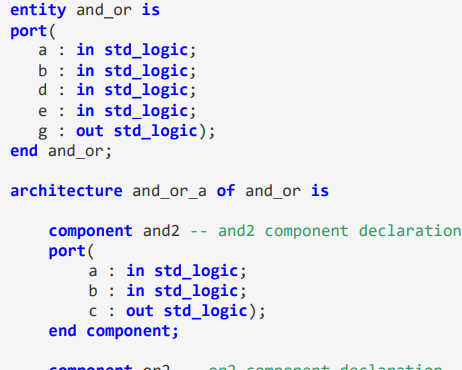 entity and_or is
port(
a : in std_logic;
b : in std_logic;
d : in std_logic;
e : in std_logic;
g : out std_logic);
end and_or;
architecture and_or_a of and_or is
component and2 -- and2 component declaration
port(
a : in std_logic;
b : in std_logic;
c : out std_logic);
end component;
component or2 -- or2 component declaration